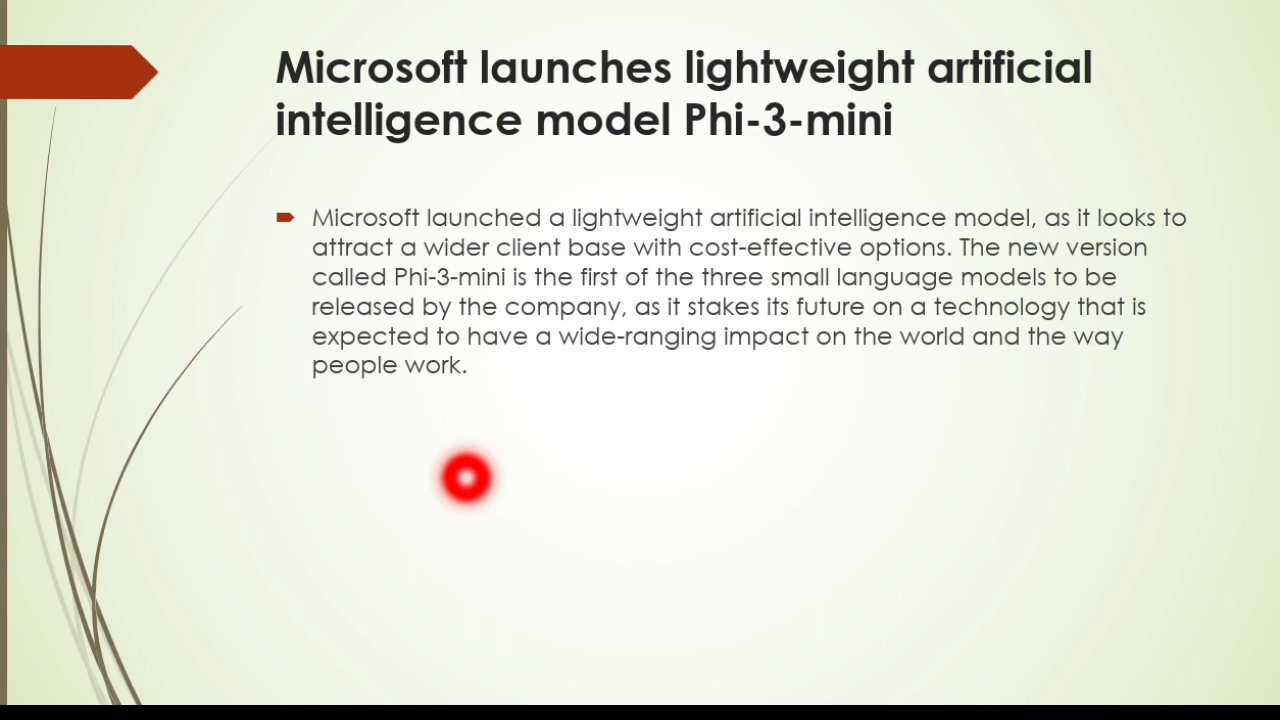 Microsoft launches lightweight artificial
intelligence model Phi-3-mini
Microsoft launched a lightweight artificial intelligence model, as it looks to
attract a wider client base with cost-effective options. The new version
called Phi-3-mini is the first of the three small language models to be
released by the company, as it stakes its future on a technology that is
expected to have a wide-ranging impact on the world and the way
people work.